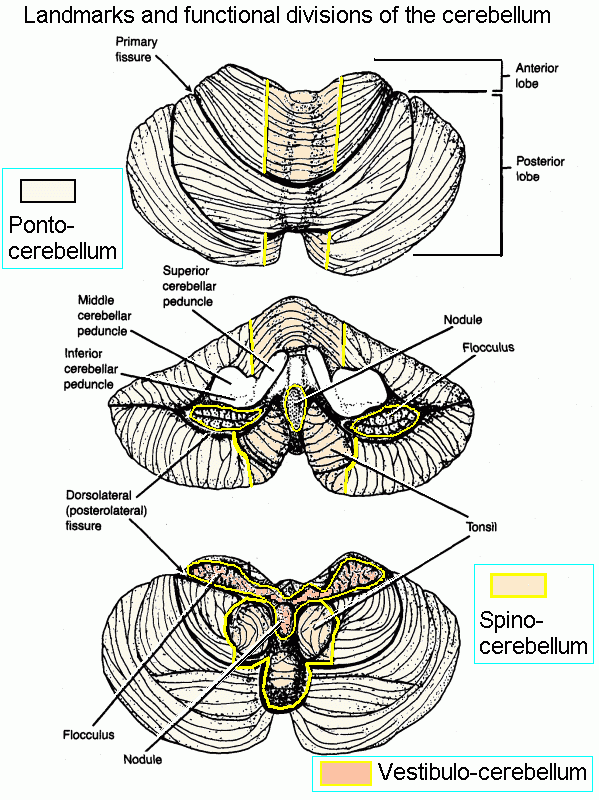 Landmarks and functional divisions of the cerebellum
Primary
fissure
Anterior
lobe
Posterior
lobe
Ponto-
cerebellum
Superior
cerebellar
peduncle
Middle
cerebellar
peduncle
Inferior
cerebellar
peduncle
Nodule
Flocculus
Dorsolateral
(posterolateral)
fissure
Tonsil
Spino-
cerebellum
Flocculus
Nodule
Vestibulo-cerebellum